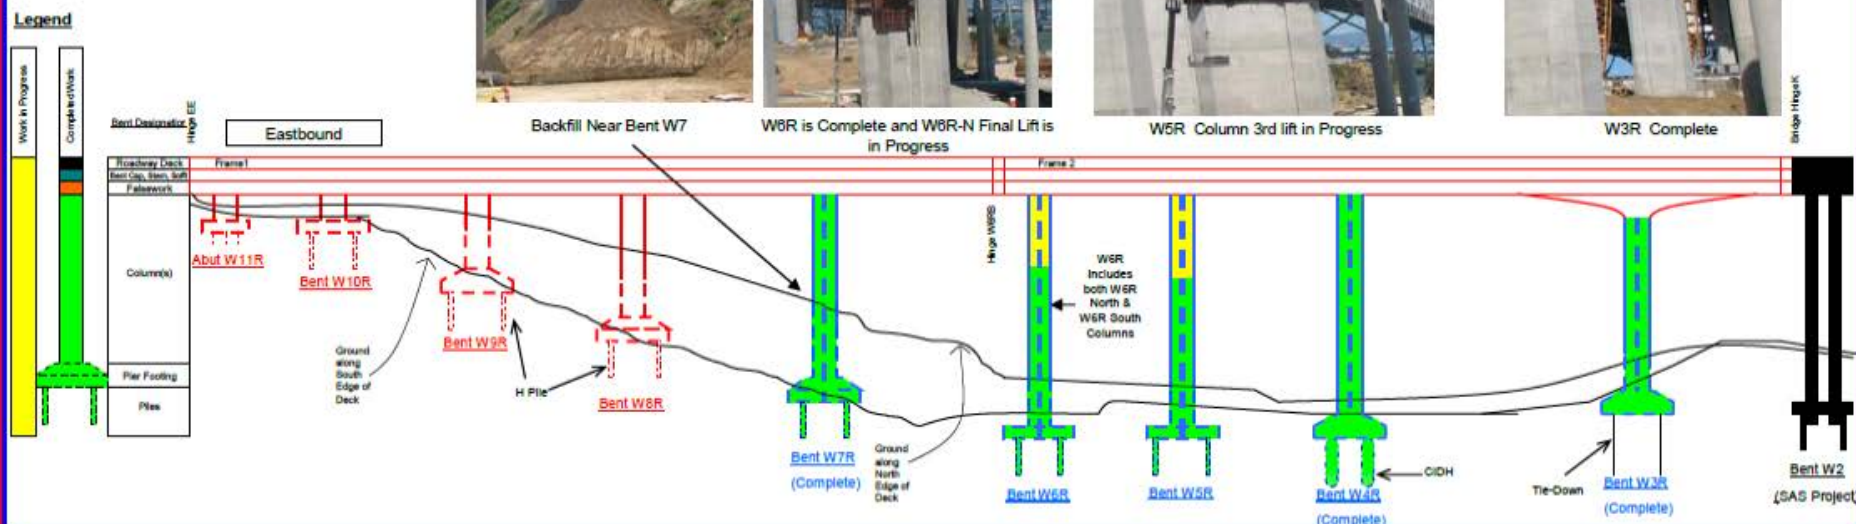 Legend
Work in Progress
Completed Work
Bent Designation
Hinge EE
Eastbound
Backfill Near Bent W7
W6R is Complete and W6R-N Final Lift is
in Progress
W5R Column 3rd lift in Progress
W3R Complete
Bridge Hinge K
Roadway Deck
Frame 1
Frame 2
Bent Cap, Stem, Soffit
Falsework
Column(s)
Pier Footing
Piles
Abut W11R
Bent W10R
Bent W9R
Bent W8R
Ground
along
South
Edge of
Deck
H Pile
Bent W7R
(Complete)
Ground
along
North
Edge of
Deck
W6R
Includes
both W6R
North &
W6R South
Columns
Bent W6R
Bent W5R
Bent W4R
(Complete)
CIDH
Tie-Down
Bent W3R
(Complete)
Bent W2
(SAS Project)